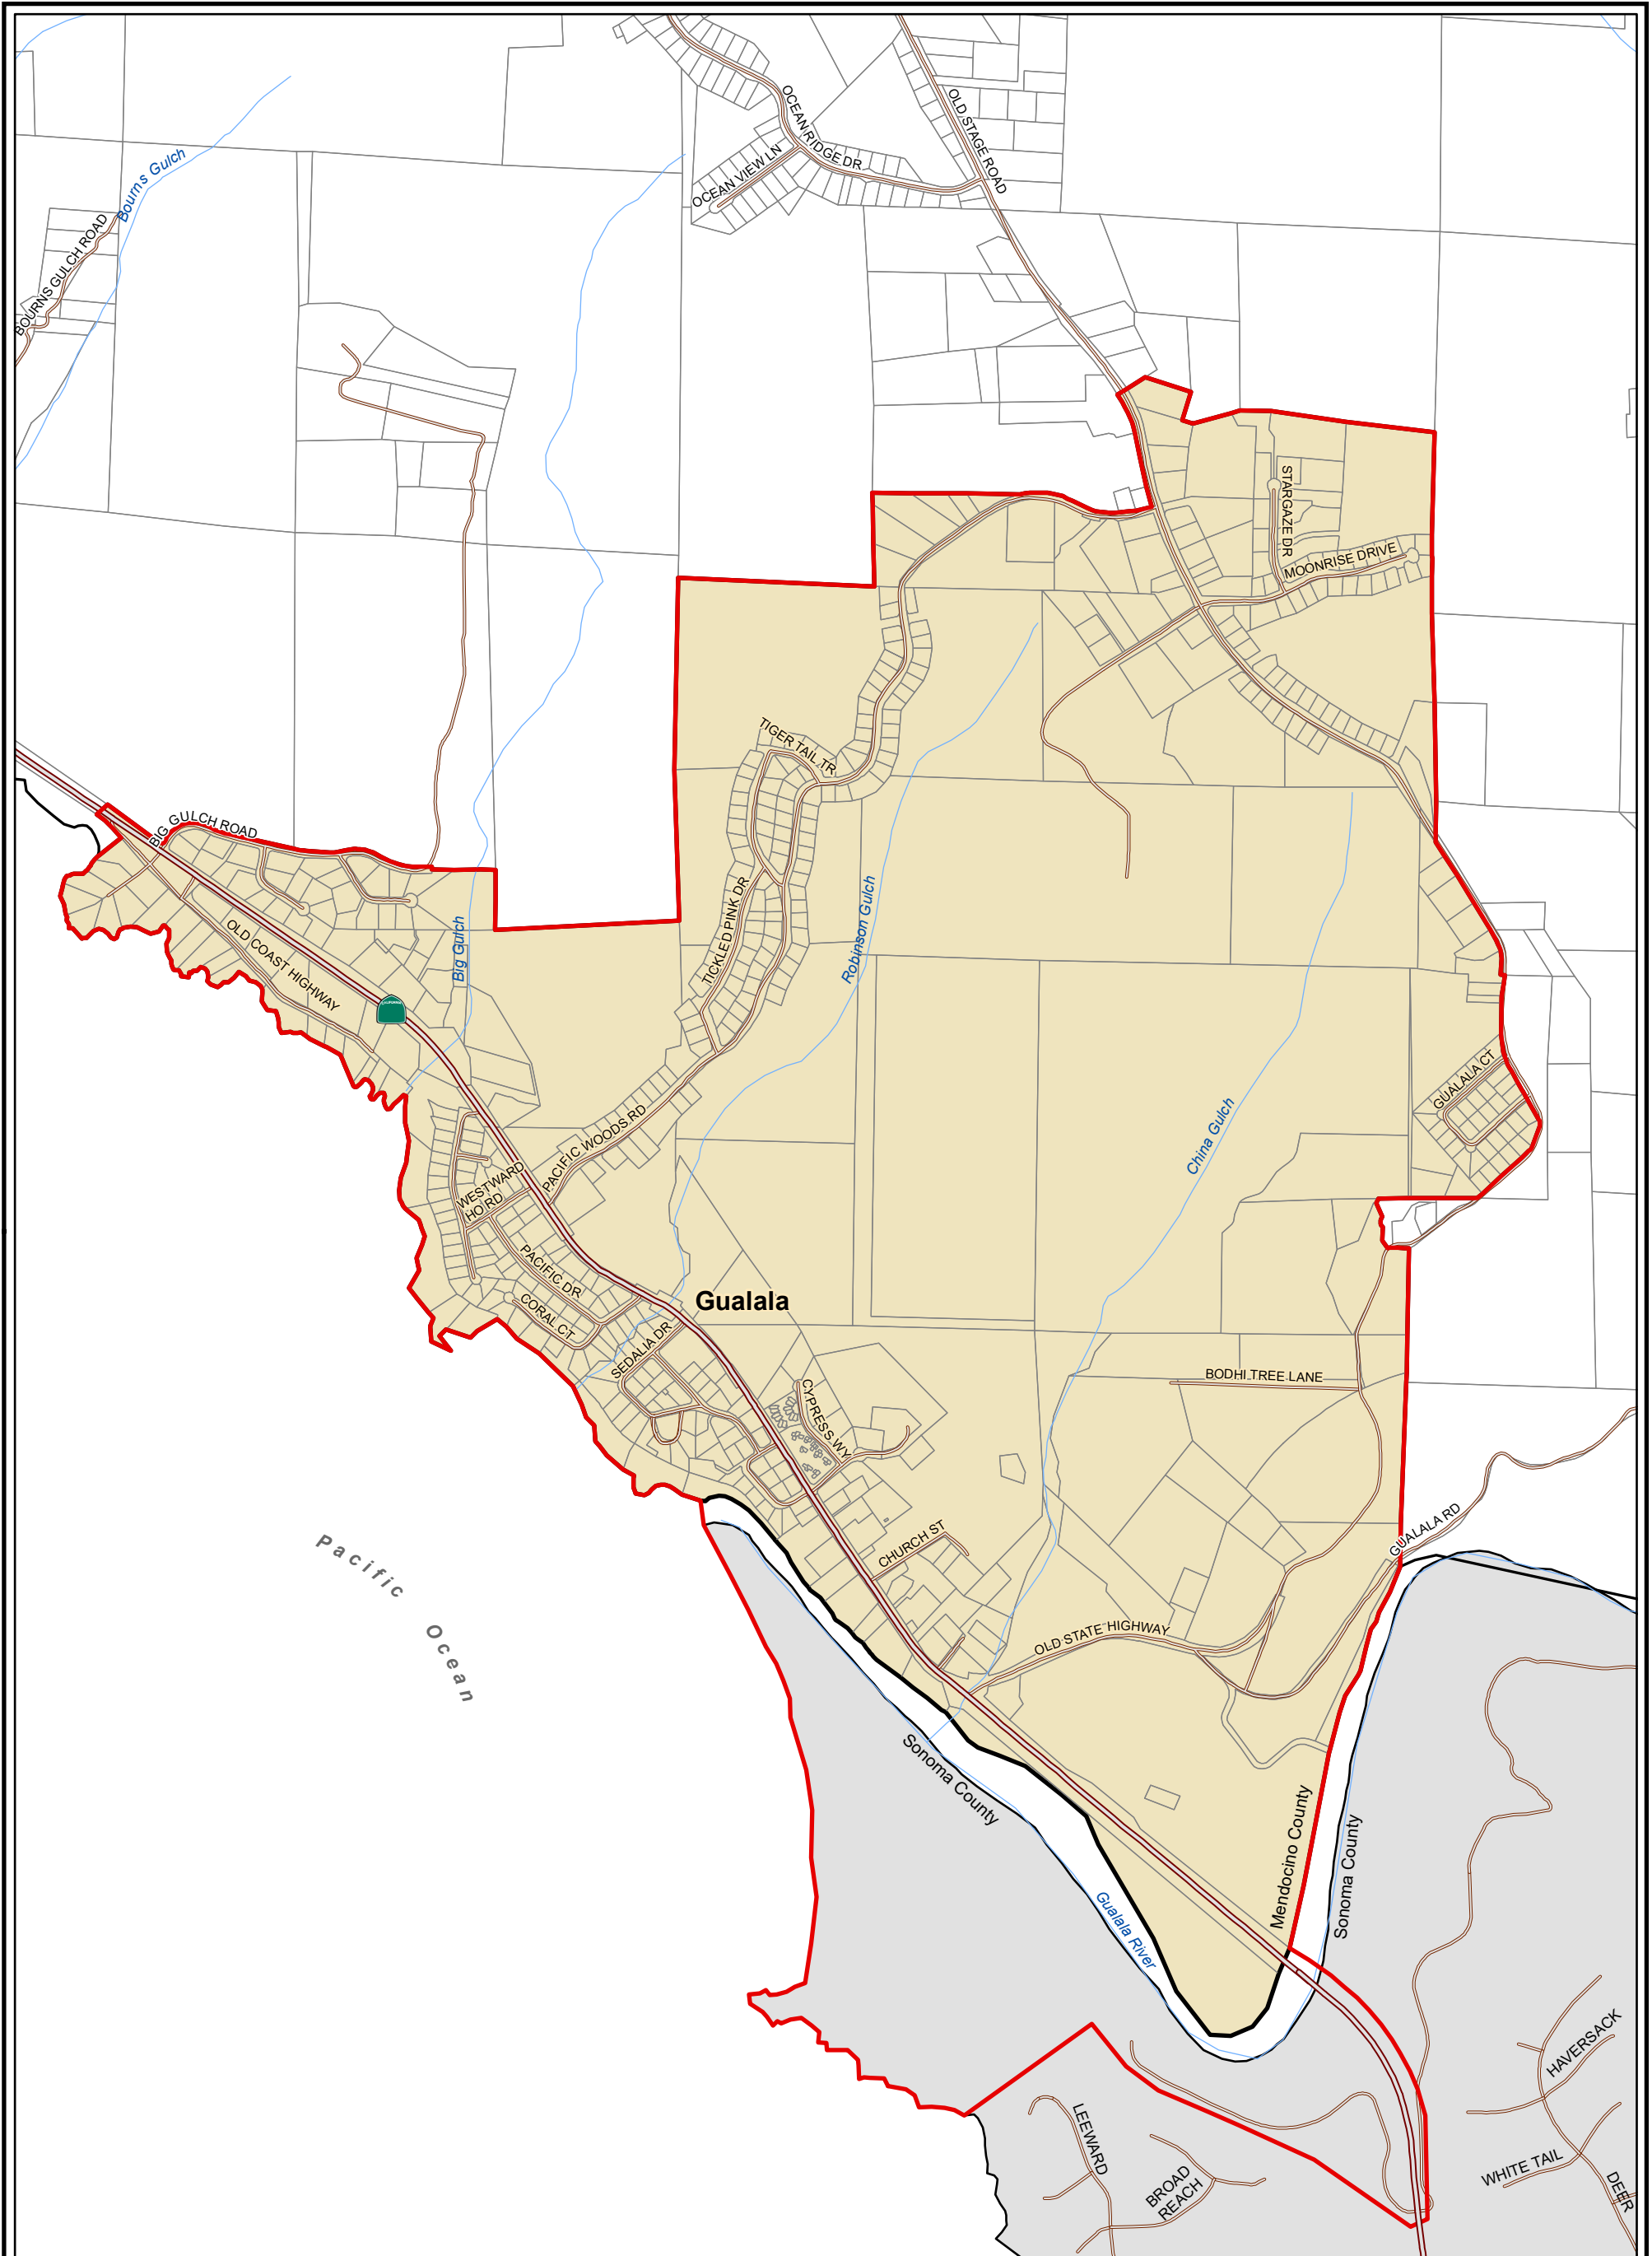 OCEAN RIDGE DR
OLD STAGE ROAD
OCEAN VIEW LN
Bourns Gulch
BOURNS GULCH ROAD
STARGAZE DR
MOONRISE DRIVE
TIGER TAIL TR
BIG GULCH ROAD
TICKLED PINK DR
Robinson Gulch
OLD COAST HIGHWAY
Big Gulch
CALIFORNIA
GUALALA CT
China Gulch
PACIFIC WOODS RD
WESTWARD
HO RD
PACIFIC DR
Gualala
CORAL CT
SEDALIA DR
BODHI TREE LANE
CYPRESS WY
GUALALA RD
CHURCH ST
Pacific
Ocean
OLD STATE HIGHWAY
Sonoma County
Mendocino County
Sonoma County
Gualala River
HAVERSACK
LEEWARD
BROAD
REACH
WHITE TAIL
DEER